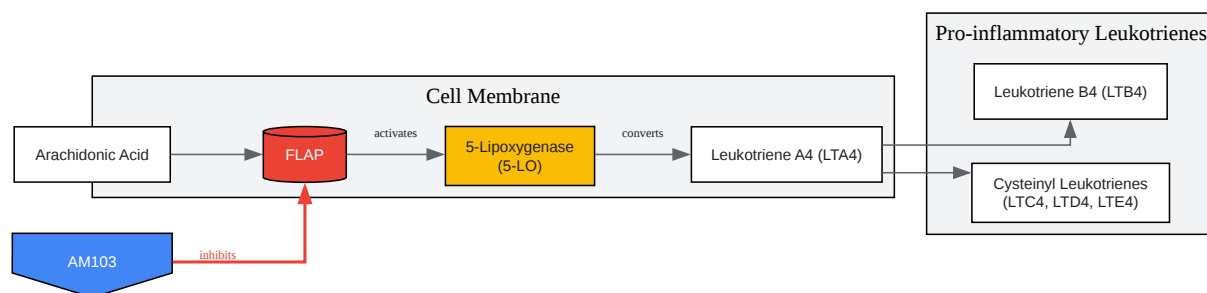 Pro-inflammatory Leukotrienes
Leukotriene B4 (LTB4)
Cell Membrane
Arachidonic Acid
FLAP
activates
5-Lipoxygenase
(5-LO)
converts
Leukotriene A4 (LTA4)
Cysteinyl Leukotrienes
(LTC4, LTD4, LTE4)
AM103
inhibits